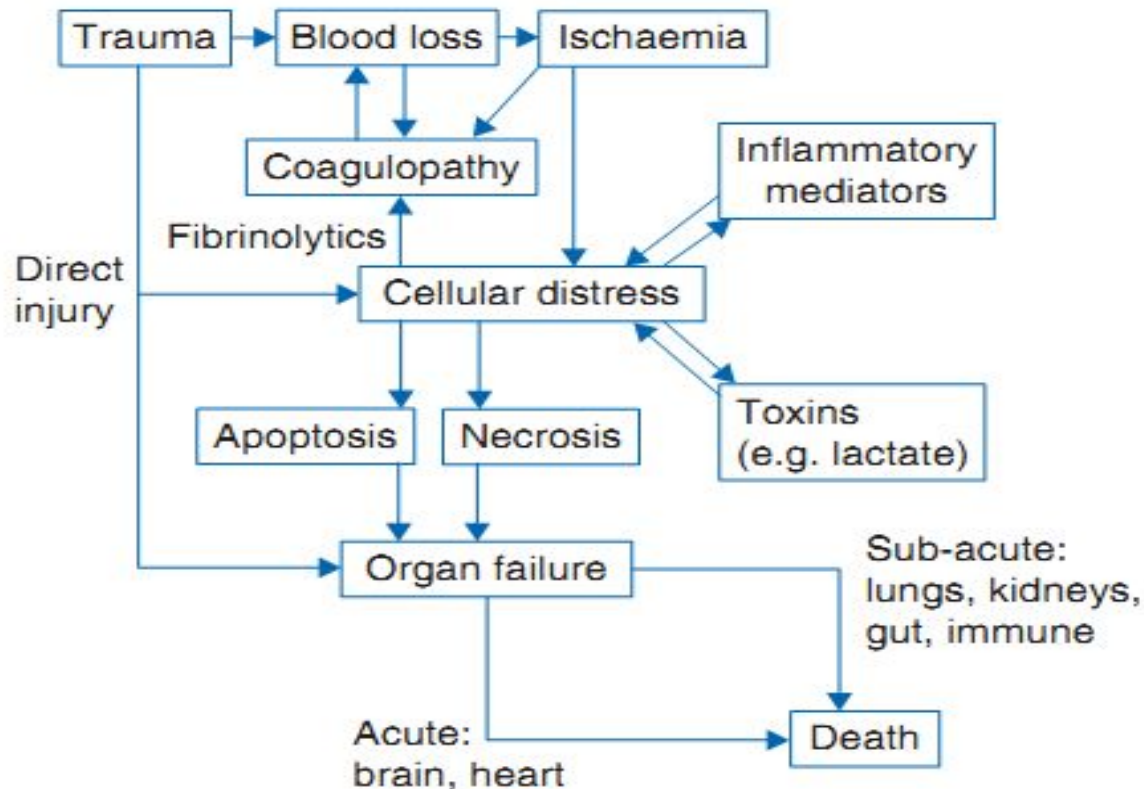 Trauma
Blood loss
Ischaemia
Coagulopathy
Inflammatory
mediators
Fibrinolytics
Direct
injury
Cellular distress
Toxins
(e.g. lactate)
Apoptosis
Necrosis
Organ failure
Sub-acute:
lungs, kidneys,
gut, immune
Acute:
brain, heart
Death